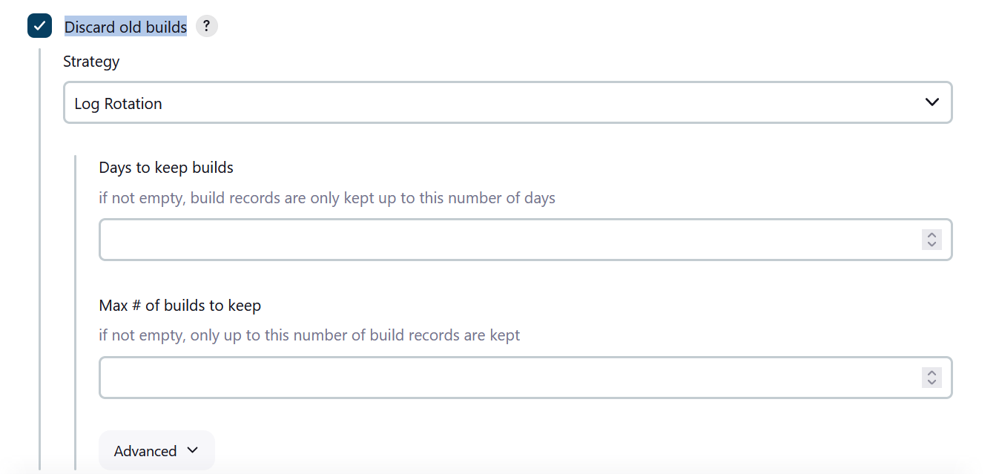 Discard old builds ?
Strategy
Log Rotation
Days to keep builds
if not empty, build records are only kept up to this number of days
Max # of builds to keep
if not empty, only up to this number of build records are kept
Advanced